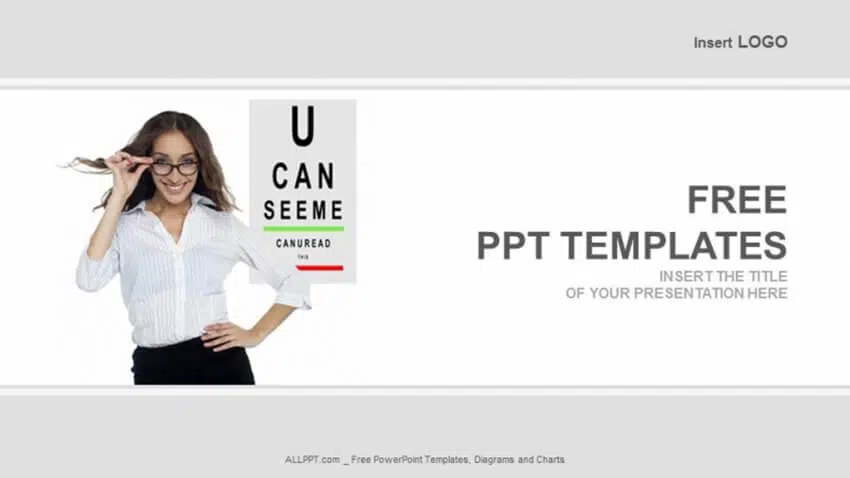 Insert LOGO
U
CAN
SEEME
CANUREAD
THIS
FREE
PPT TEMPLATES
INSERT THE TITLE
OF YOUR PRESENTATION HERE
ALLPPT.com _ Free PowerPoint Templates, Diagrams and Charts